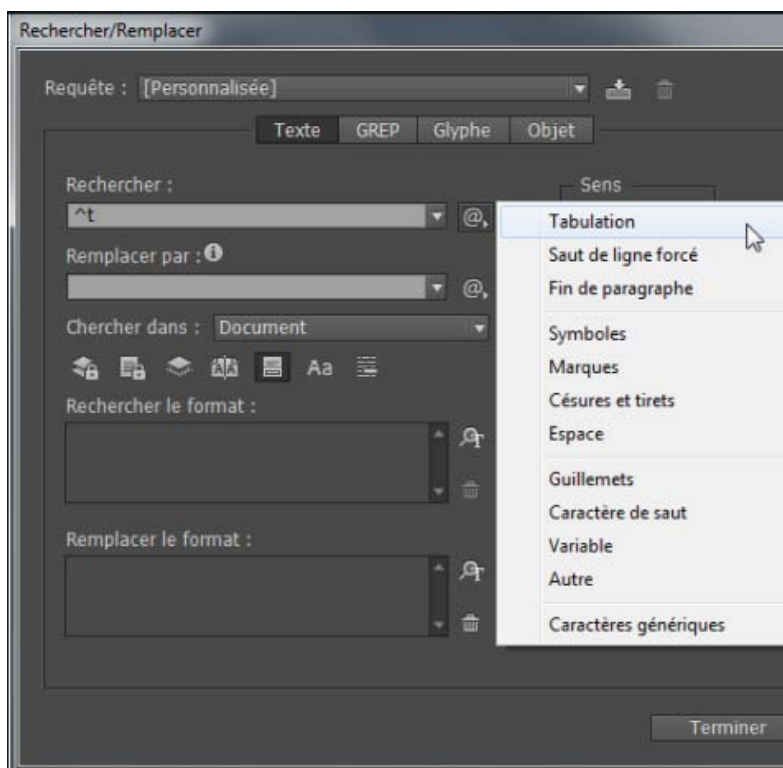 Rechercher/Remplacer
Requête : [Personnalisée]
Texte GREP Glyphe Objet
Rechercher :
Sens
^t
@
Remplacer par :
@
Chercher dans : Document
Aa
Rechercher le format :
Remplacer le format :
Tabulation
Saut de ligne forcé
Fin de paragraphe
Symboles
Marques
Césures et tirets
Espace
Guillemets
Caractère de saut
Variable
Autre
Caractères génériques
Terminer